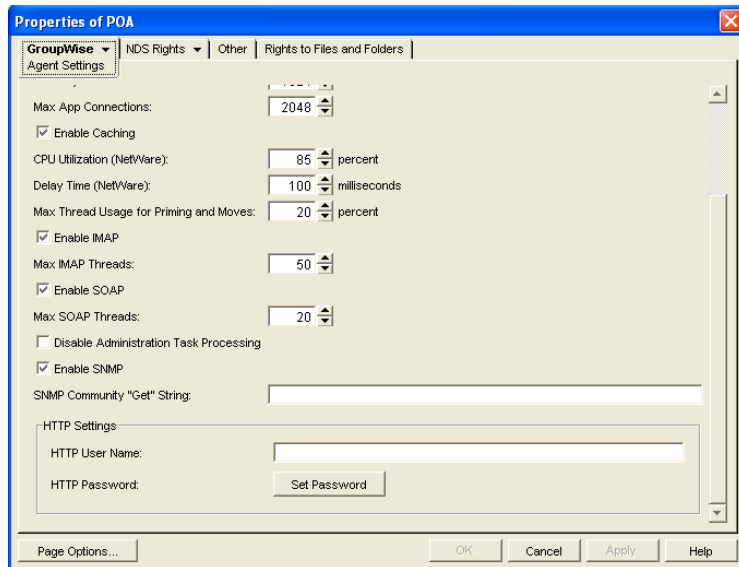 Properties of POA
GroupWise NDS Rights Other Rights to Files and Folders
Agent Settings
Max App Connections: 2048
Enable Caching
CPU Utilization (NetWare): 85 percent
Delay Time (NetWare): 100 milliseconds
Max Thread Usage for Priming and Moves: 20 percent
Enable IMAP
Max IMAP Threads: 50
Enable SOAP
Max SOAP Threads: 20
Disable Administration Task Processing
Enable SNMP
SNMP Community "Get" String:
HTTP Settings
HTTP User Name:
HTTP Password: Set Password
Page Options... OK Cancel Apply Help